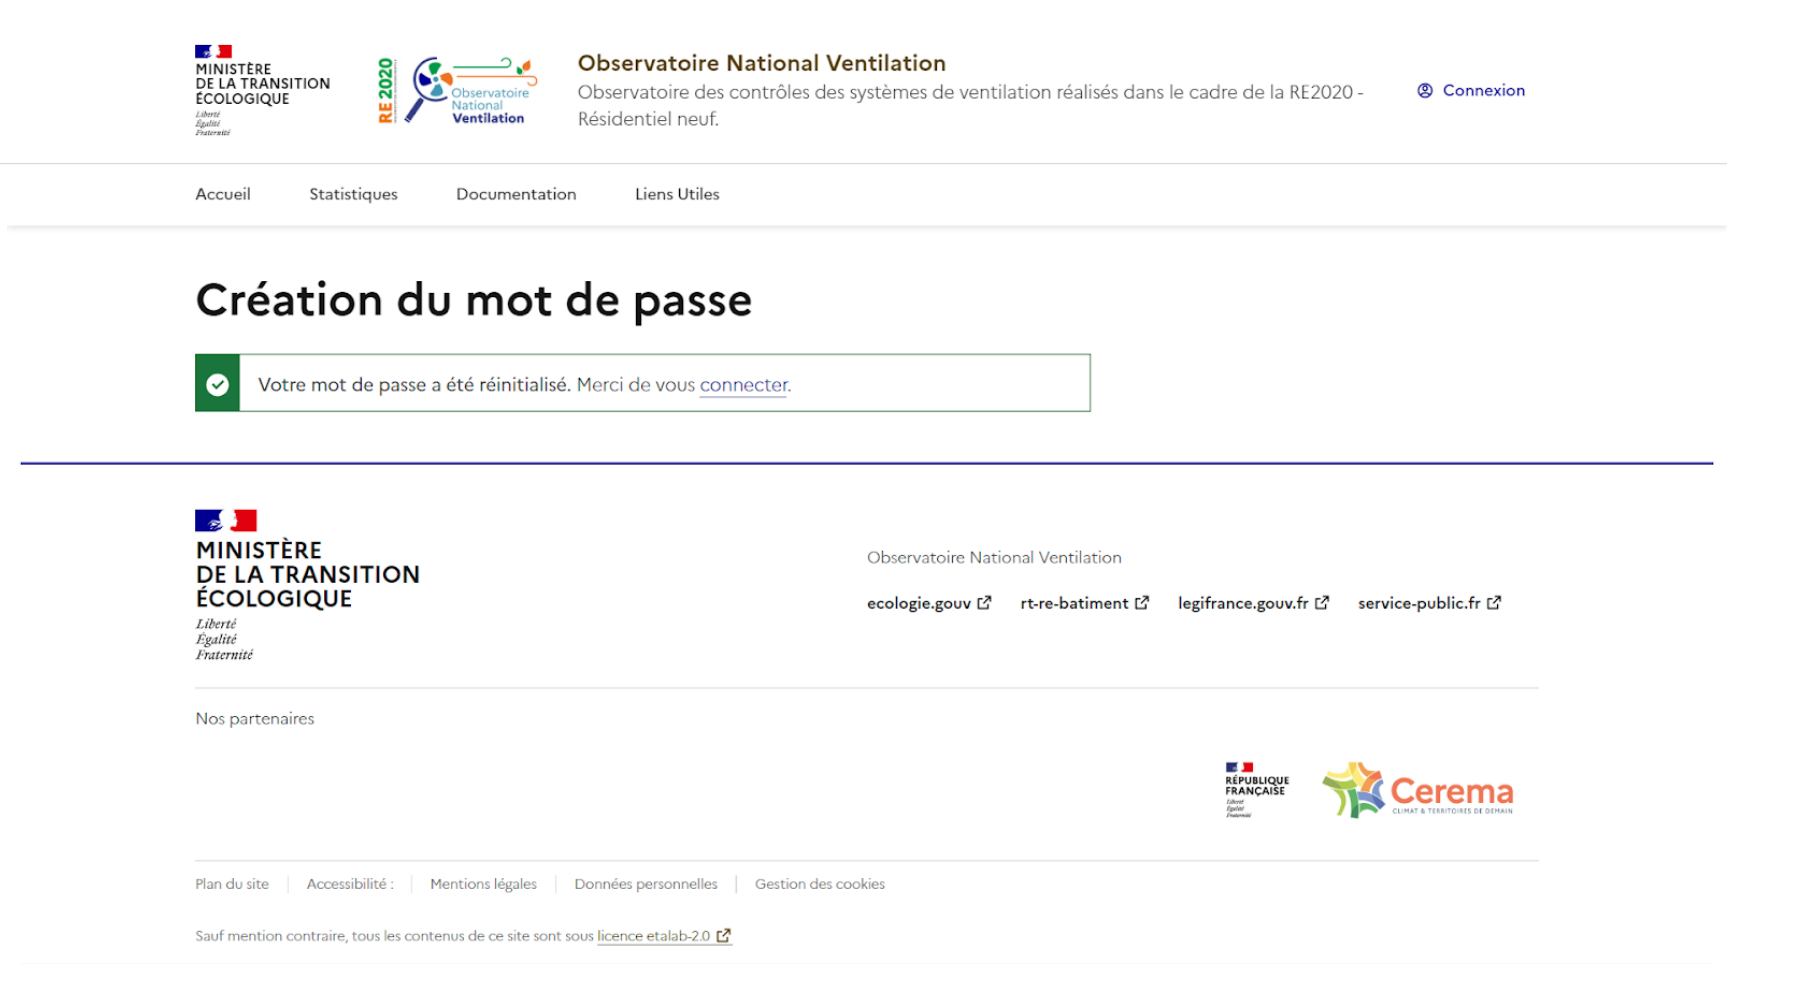 MINISTÈRE
DE LA TRANSITION
ÉCOLOGIQUE
Liberté
Égalité
Fraternité
RE 2020
Observatoire
National
Ventilation
Observatoire National Ventilation
Observatoire des contrôles des systèmes de ventilation réalisés dans le cadre de la RE2020 -
Résidentiel neuf.
Connexion
Accueil Statistiques Documentation Liens Utiles
Création du mot de passe
Votre mot de passe a été réinitialisé. Merci de vous connecter.
MINISTÈRE
DE LA TRANSITION
ÉCOLOGIQUE
Liberté
Égalité
Fraternité
Observatoire National Ventilation
ecologie.gouv rt-re-batiment legifrance.gouv.fr service-public.fr
Nos partenaires
RÉPUBLIQUE
FRANÇAISE
Liberté
Égalité
Fraternité
Cerema
CLIMAT & TERRITOIRES DE DEMAIN
Plan du site Accessibilité : Mentions légales Données personnelles Gestion des cookies
Sauf mention contraire, tous les contenus de ce site sont sous licence etalab-2.0